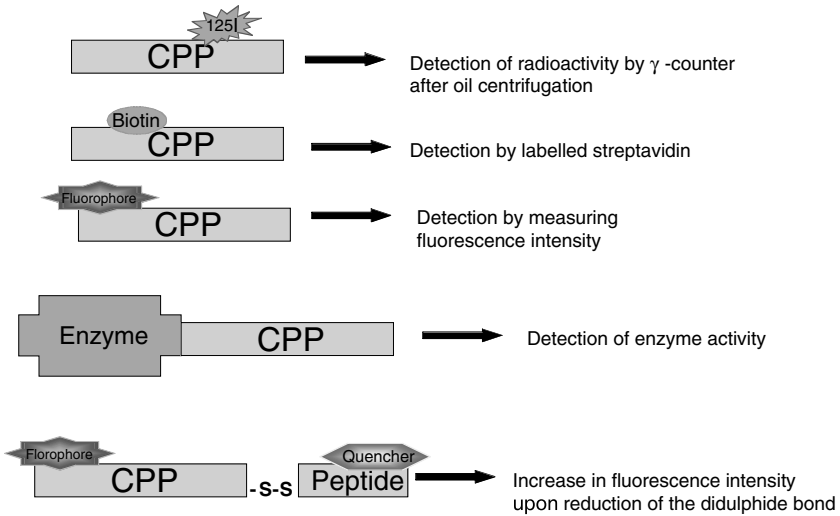 125I
CPP
Detection of radioactivity by γ -counter
after oil centrifugation
Biotin
CPP
Detection by labelled streptavidin
Fluorophore
CPP
Detection by measuring
fluorescence intensity
Enzyme
CPP
Detection of enzyme activity
Florophore
CPP
-S-S
Quencher
Peptide
Increase in fluorescence intensity
upon reduction of the didulphide bond